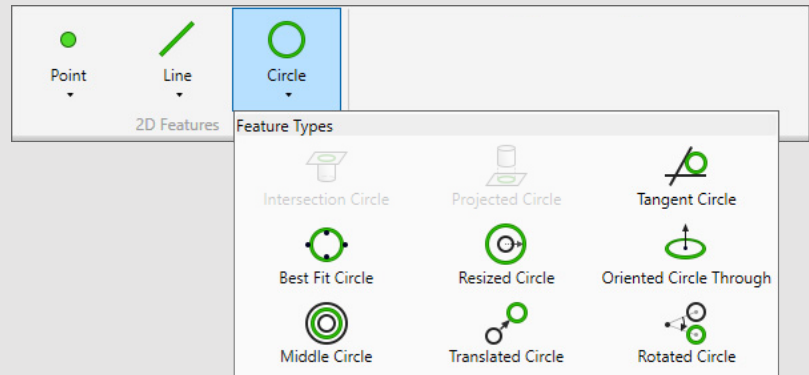 Point Line Circle
2D Features
Feature Types
Intersection Circle Projected Circle Tangent Circle
Best Fit Circle Resized Circle Oriented Circle Through
Middle Circle Translated Circle Rotated Circle